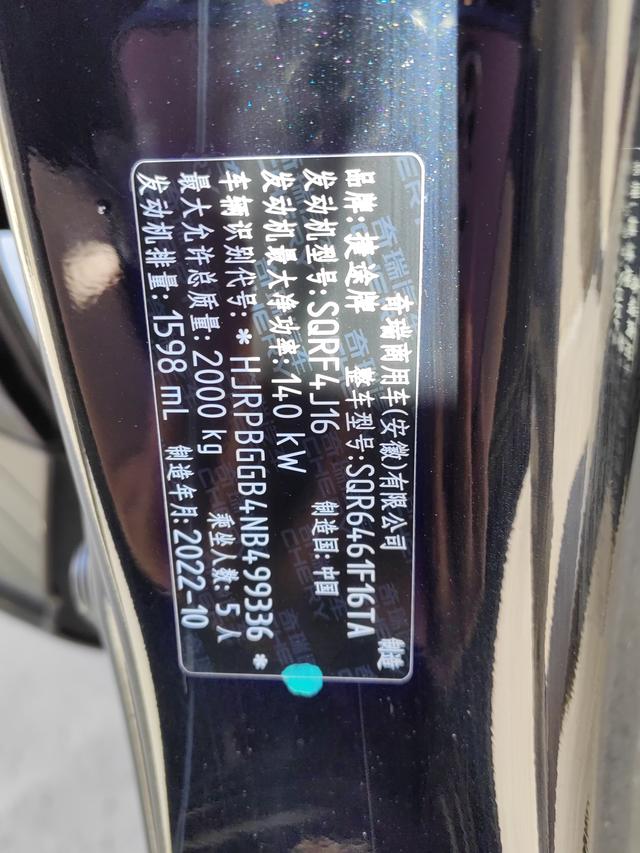 奇瑞商用车(安徽)有限公司 制造
品牌: 捷途牌 整车型号:SQR6461F16TA
发动机型号:SQRF4J16 制造国:中国
发动机最大净功率:140 kW
车辆识别代号:*HJRPBGGB4NB499336*
最大允许总质量:2000 kg 乘坐人数:5人
发动机排量:1598 mL 制造年月:2022-10